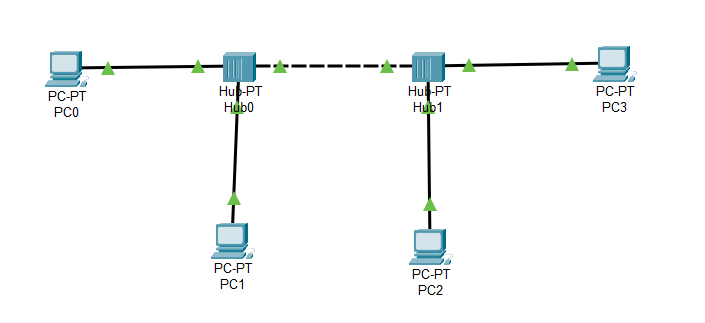 PC-PT
PC0
Hub-PT
Hub0
Hub-PT
Hub1
PC-PT
PC3
PC-PT
PC1
PC-PT
PC2